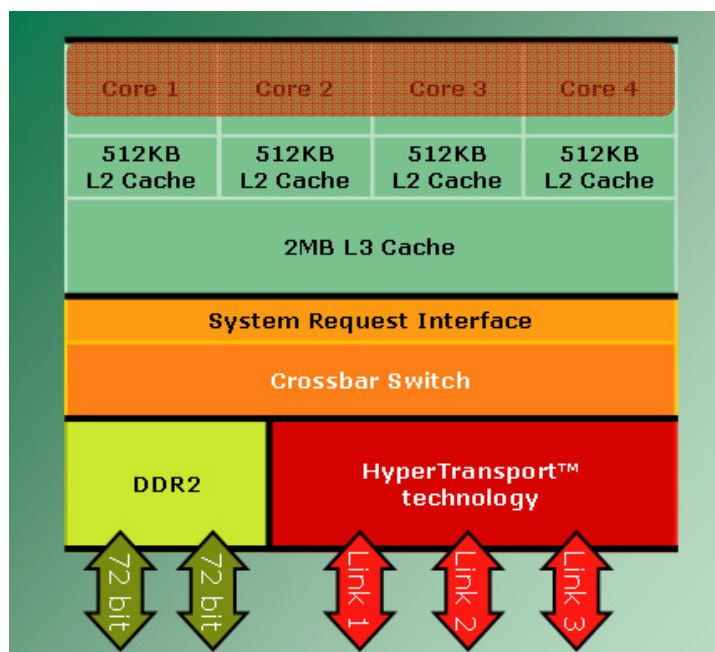 Core 1 Core 2 Core 3 Core 4
512KB 512KB 512KB 512KB
L2 Cache L2 Cache L2 Cache L2 Cache
2MB L3 Cache
System Request Interface
Crossbar Switch
DDR2
HyperTransport™
technology
72 bit 72 bit Link 1 Link 2 Link 3